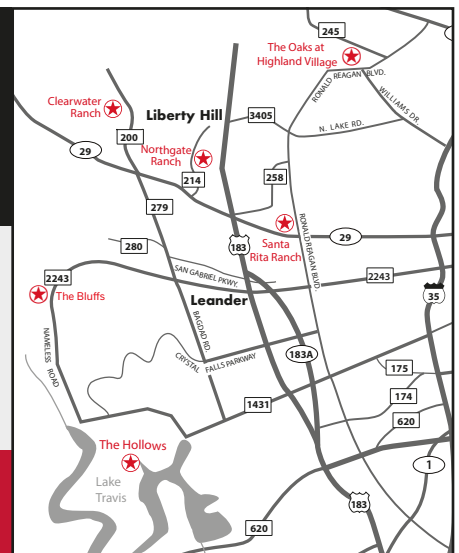 245
The Oaks at
Highland Village
RONALD REAGAN BLVD.
WILLIAMS DR
Clearwater
Ranch
Liberty Hill
3405
N. LAKE RD.
200
29
Northgate
Ranch
214
258
279
RONALD REAGAN BLVD.
280
183
Santa
Rita Ranch
29
2243
SAN GABRIEL PKWY.
2243
The Bluffs
Leander
35
NAMELESS ROAD
BAGDAD RD.
CRYSTAL FALLS PARKWAY
183A
175
174
1431
620
The Hollows
1
Lake
Travis
183
620